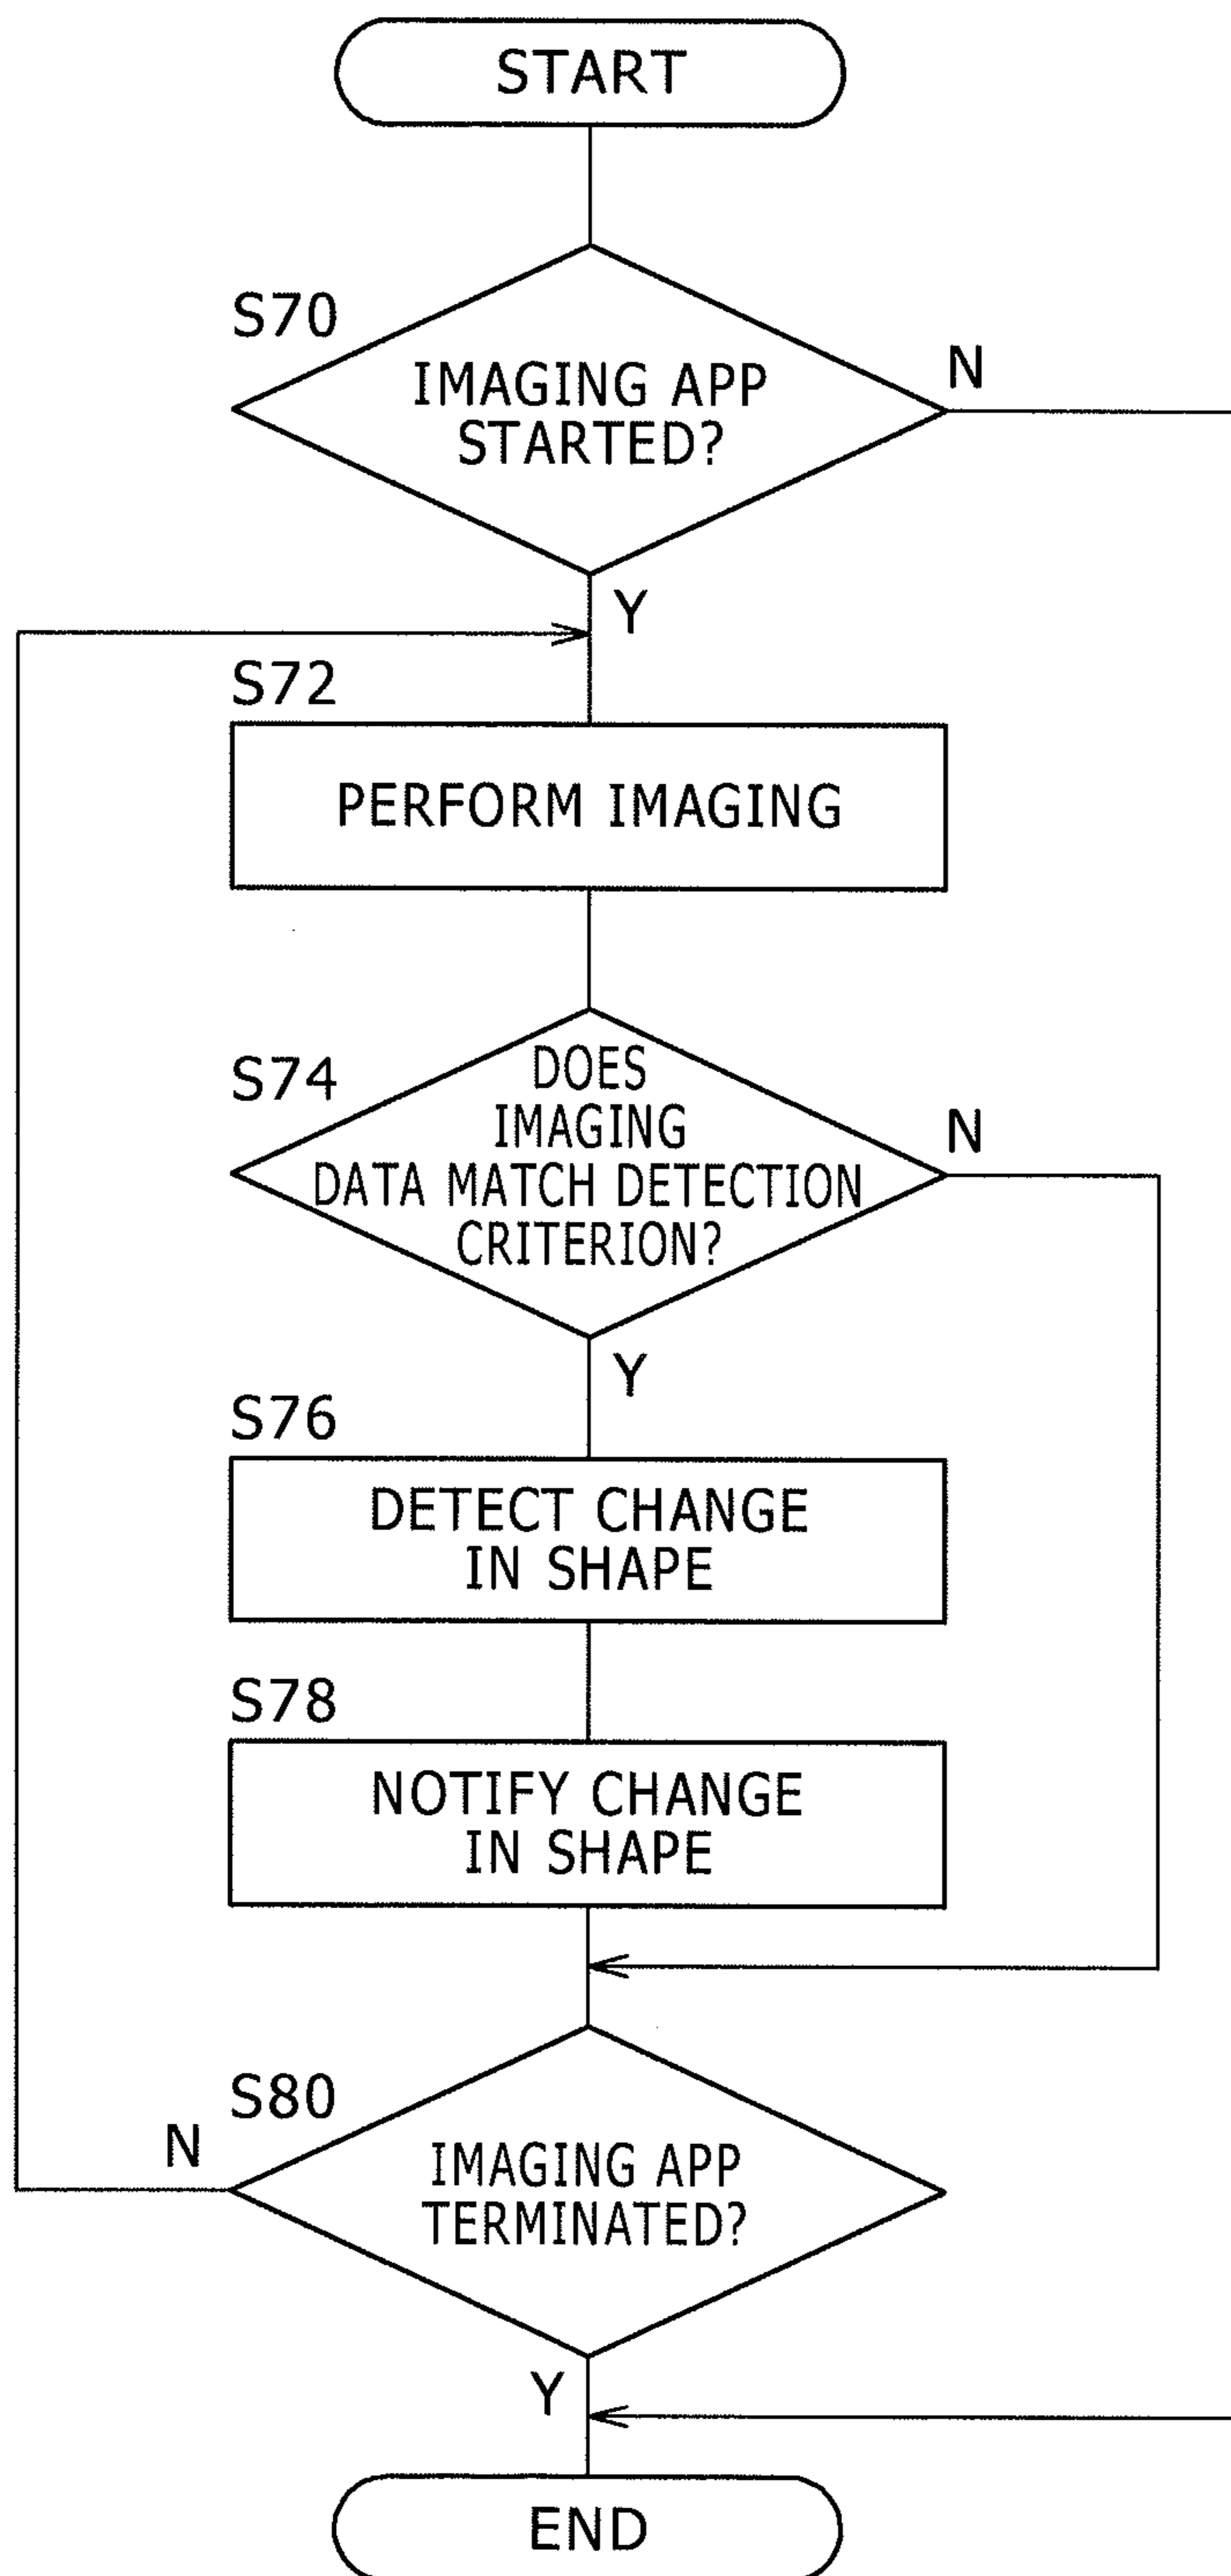 START
S70
IMAGING APP
STARTED?
N
Y
S72
PERFORM IMAGING
S74
DOES
IMAGING
DATA MATCH DETECTION
CRITERION?
N
Y
S76
DETECT CHANGE
IN SHAPE
S78
NOTIFY CHANGE
IN SHAPE
S80
N
IMAGING APP
TERMINATED?
Y
END